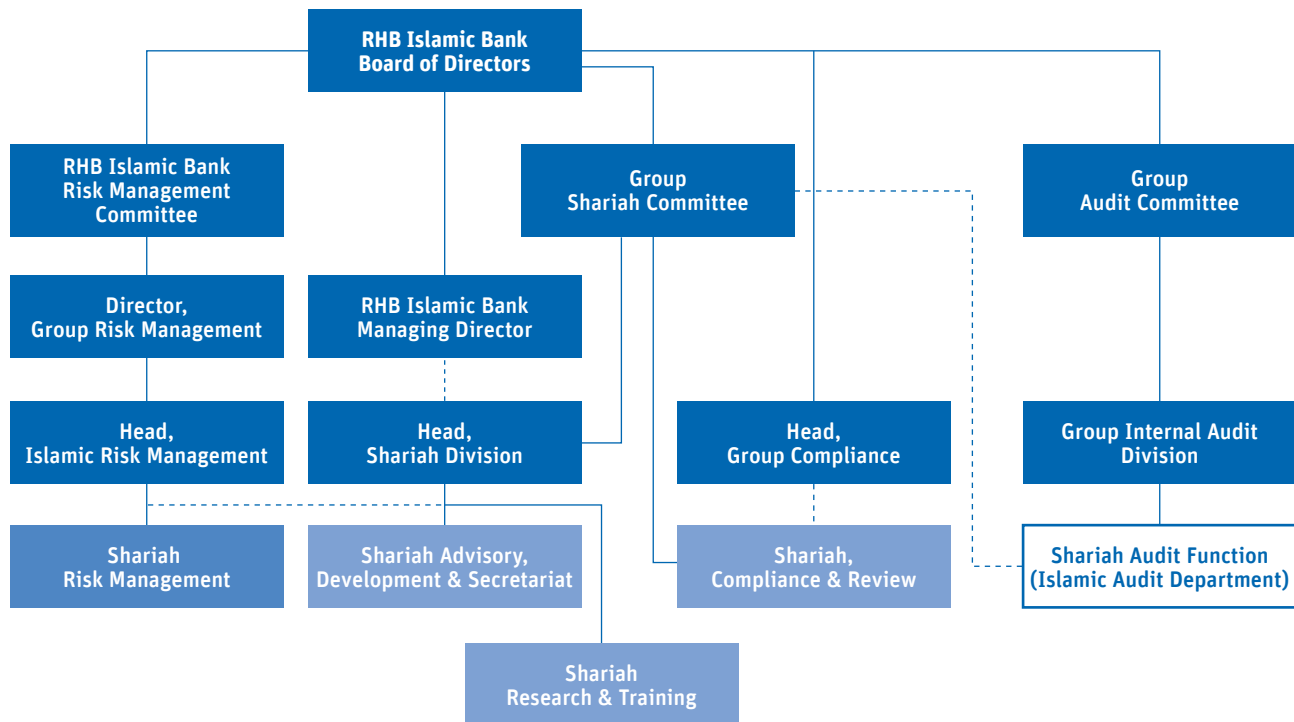 RHB Islamic Bank
Board of Directors
RHB Islamic Bank
Risk Management
Committee
Group
Shariah Committee
Group
Audit Committee
Director,
Group Risk Management
RHB Islamic Bank
Managing Director
Head,
Islamic Risk Management
Head,
Shariah Division
Head,
Group Compliance
Group Internal Audit
Division
Shariah
Risk Management
Shariah Advisory,
Development & Secretariat
Shariah,
Compliance & Review
Shariah Audit Function
(Islamic Audit Department)
Shariah
Research & Training